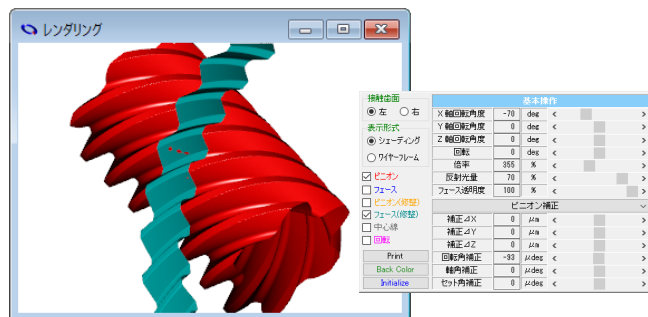 レンダリング
接触歯面
左 右
表示形式
シェーディング
ワイヤーフレーム
ピニオン
フェース
ピニオン(修整)
フェース(修整)
中心線
回転
Print
Back Color
Initialize
基本操作
X 軸回転角度 -70 deg < >
Y 軸回転角度 0 deg < >
Z 軸回転角度 0 deg < >
回転 0 deg < >
倍率 355 % < >
反射光量 70 % < >
フェース透明度 100 % < >
ピニオン補正
補正⊿X 0 μm < >
補正⊿Y 0 μm < >
補正⊿Z 0 μm < >
回転角補正 -93 μdeg < >
軸角補正 0 μdeg < >
セット角補正 0 μdeg < >